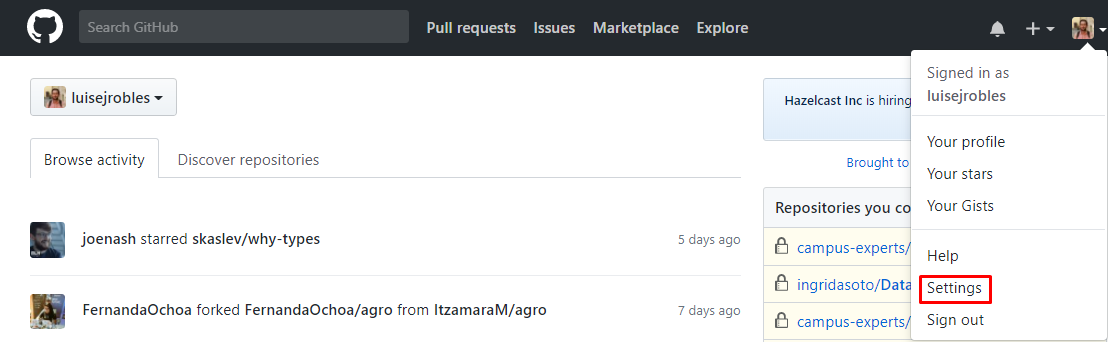 Search GitHub
Pull requests Issues Marketplace Explore
Signed in as
luisejrobles
Your profile
Your stars
Your Gists
Help
Settings
Sign out
luisejrobles
Browse activity Discover repositories
joenash starred skaslev/why-types 5 days ago
FernandaOchoa forked FernandaOchoa/agro from ItzamaraM/agro 7 days ago
Hazelcast Inc is hiring
Brought to
Repositories you co
campus-experts/
ingridasoto/Data
campus-experts/